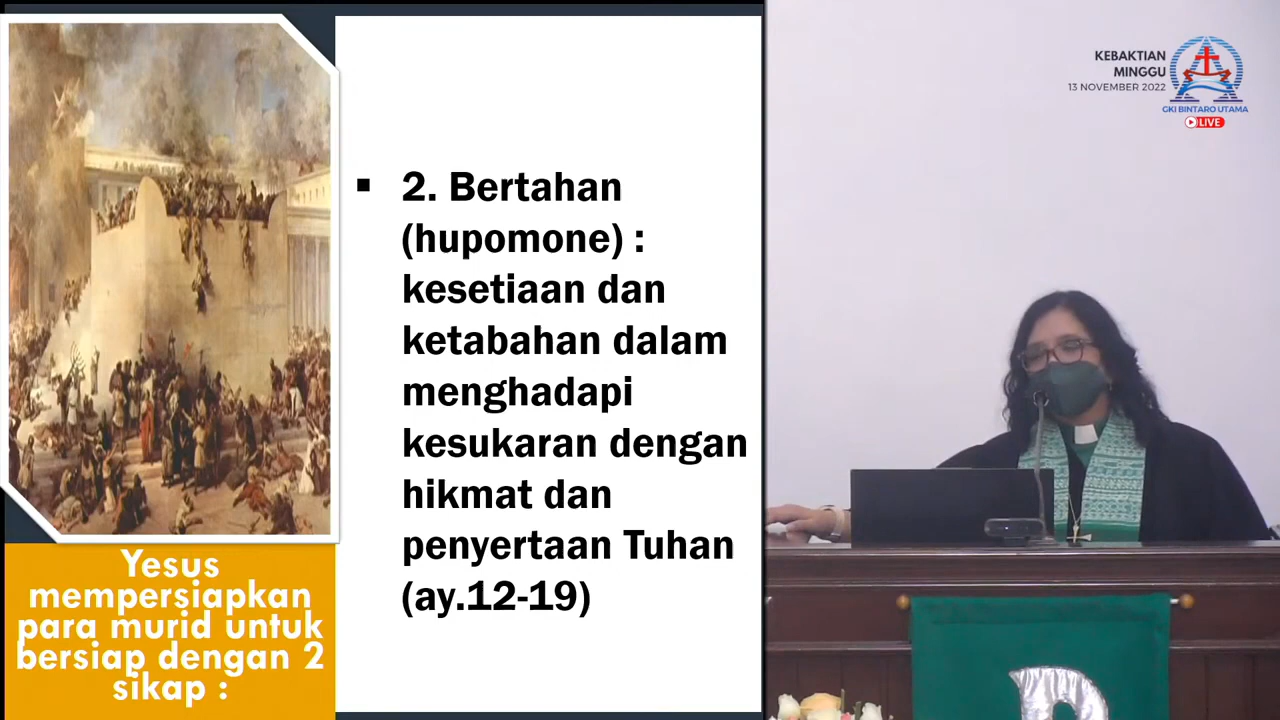 ▪ 2. Bertahan
(hupomone) :
kesetiaan dan
ketabahan dalam
menghadapi
kesukaran dengan
hikmat dan
penyertaan Tuhan
(ay.12-19)
Yesus
mempersiapkan
para murid untuk
bersiap dengan 2
sikap :
KEBAKTIAN
MINGGU
13 NOVEMBER 2022
GKI BINTARO UTAMA
LIVE